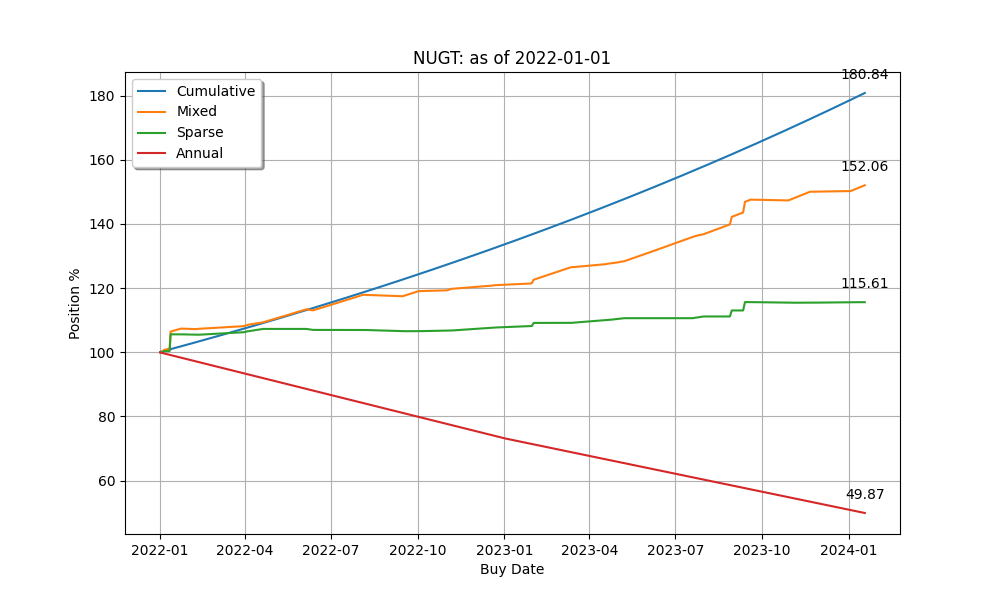 NUGT: as of 2022-01-01
Cumulative
Mixed
Sparse
Annual
180.84
152.06
115.61
49.87
Position %
180
160
140
120
100
80
60
2022-01 2022-04 2022-07 2022-10 2023-01 2023-04 2023-07 2023-10 2024-01
Buy Date